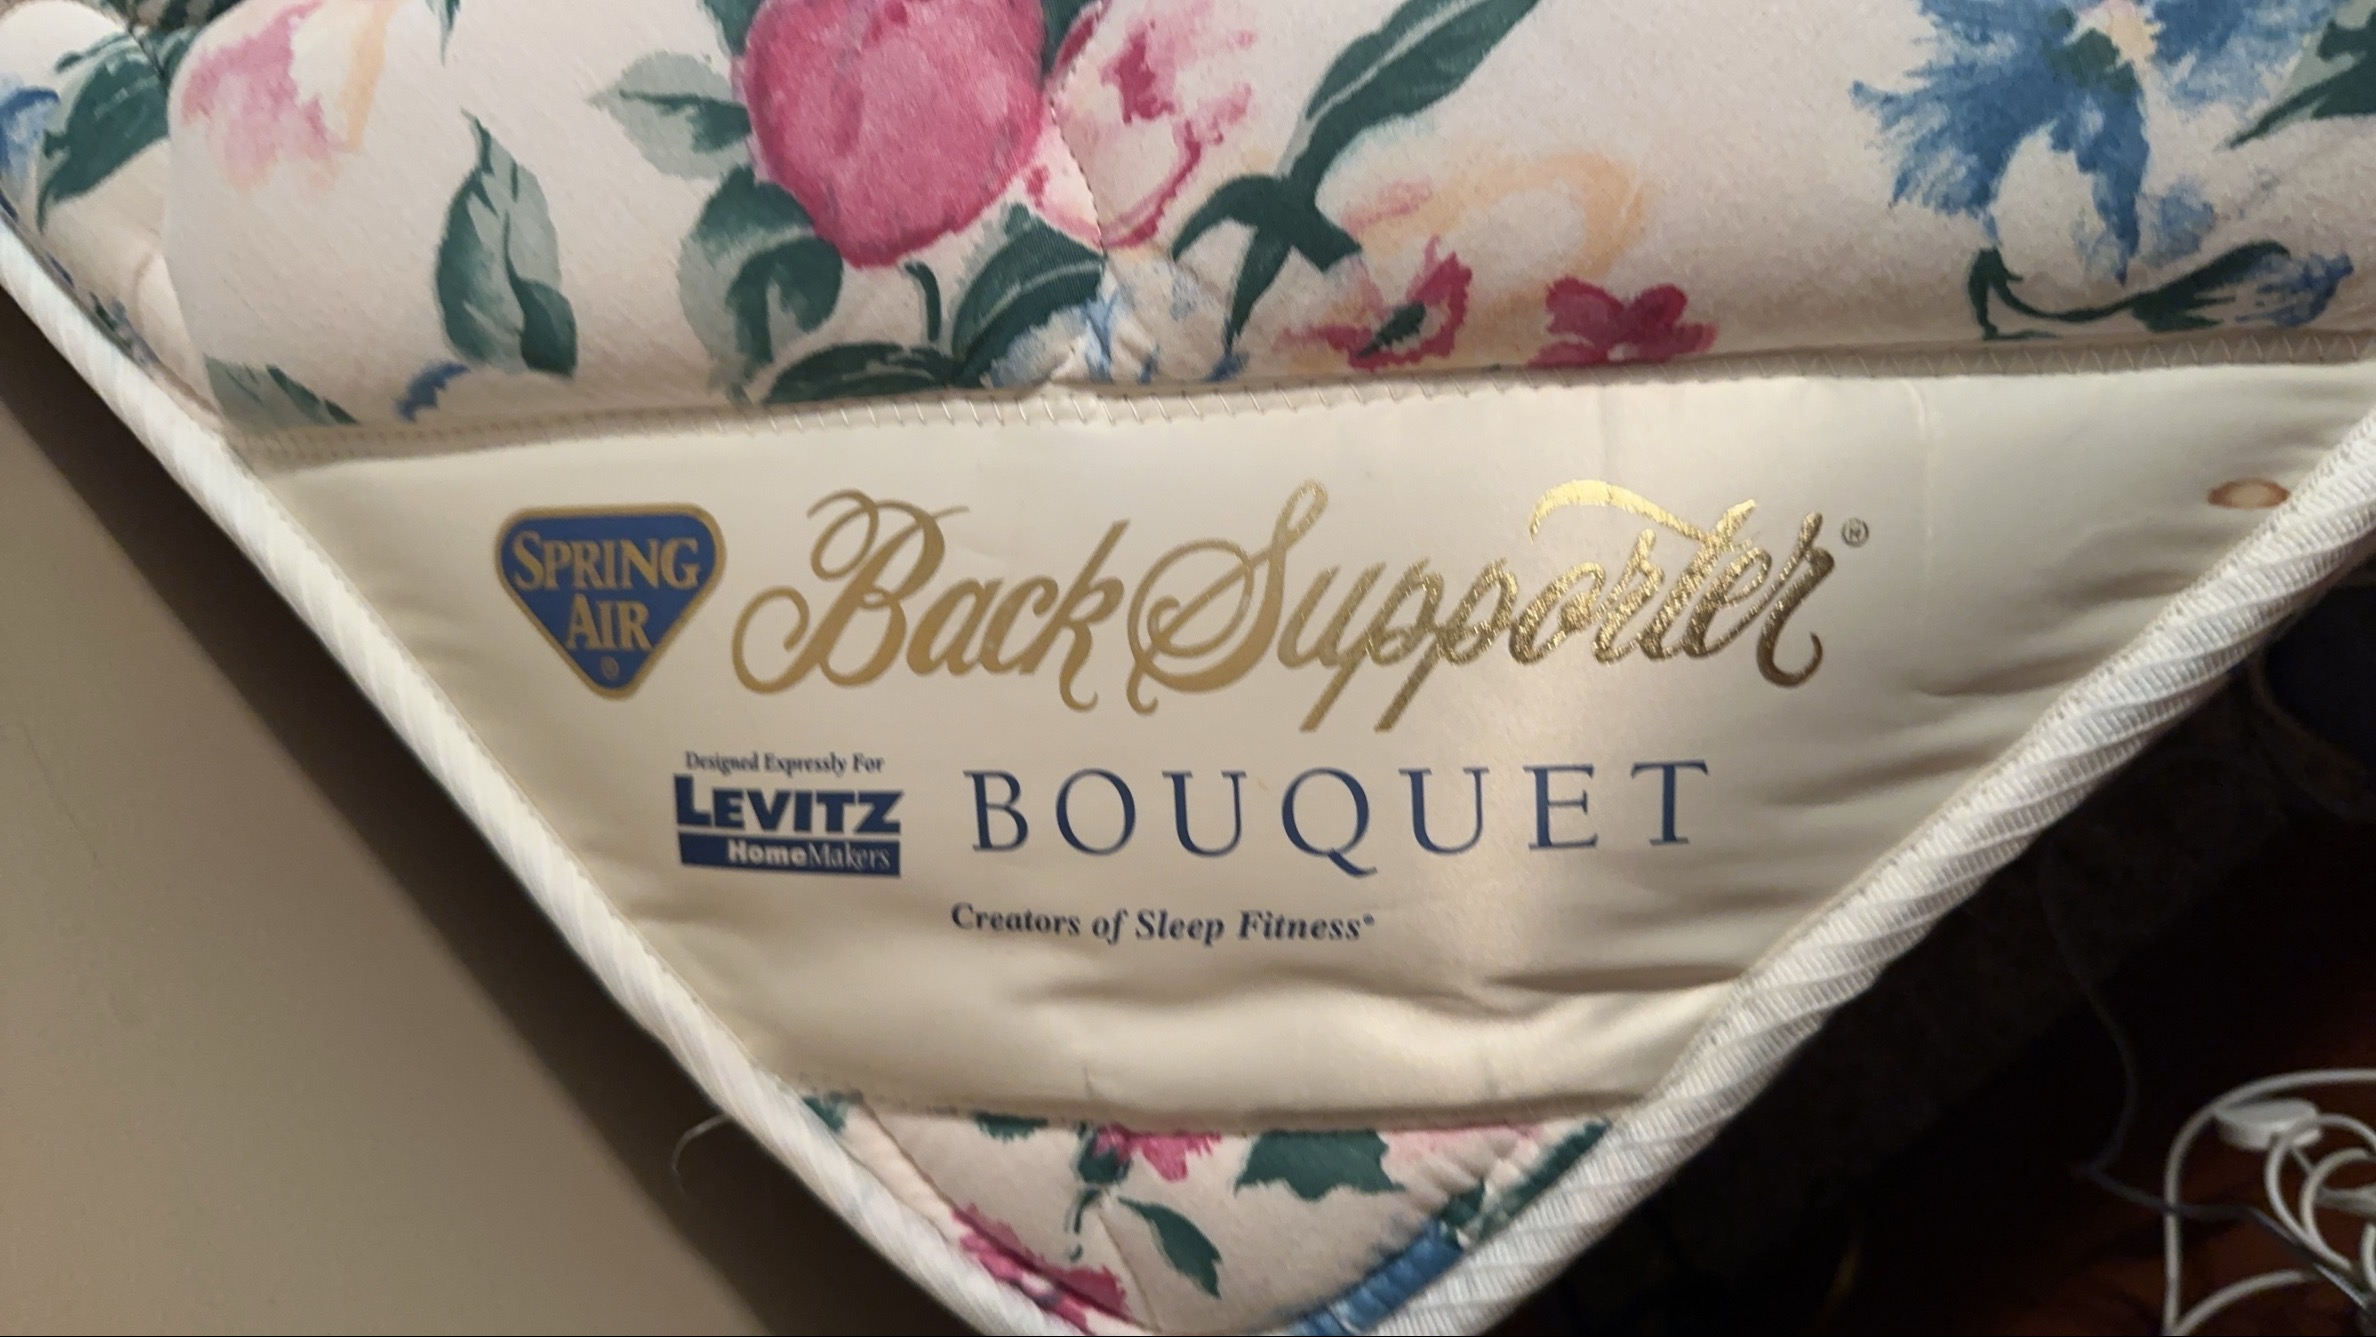 SPRING
AIR
®
Back Supporter®
Designed Expressly For
LEVITZ
HomeMakers
BOUQUET
Creators of Sleep Fitness®